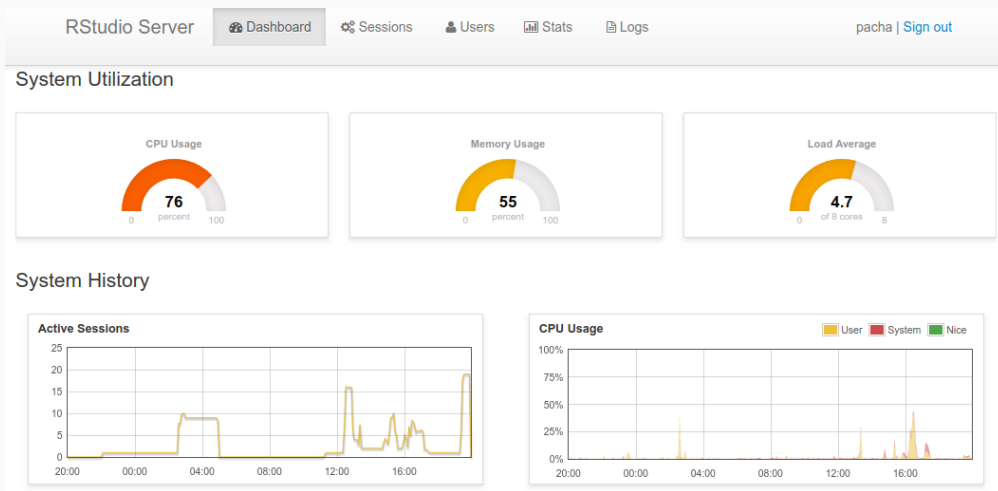 RStudio Server Dashboard Sessions Users Stats Logs pacha | Sign out
System Utilization
CPU Usage
76
percent
0 100
Memory Usage
55
percent
0 100
Load Average
4.7
of 8 cores
0 8
System History
Active Sessions
25
20
15
10
5
0
20:00 00:00 04:00 08:00 12:00 16:00
CPU Usage
User System Nice
100%
75%
50%
25%
0%
20:00 00:00 04:00 08:00 12:00 16:00